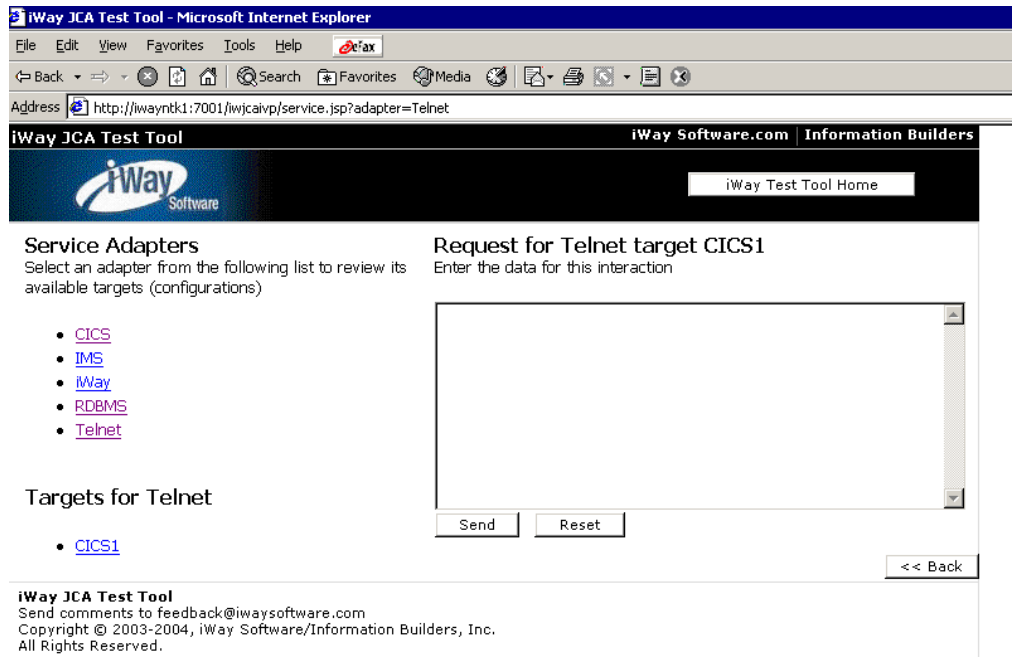 iWay JCA Test Tool - Microsoft Internet Explorer
File Edit View Favorites Tools Help eFax
Back Search Favorites Media
Address http://iwayntk1:7001/iwjcaivp/service.jsp?adapter=Telnet
iWay JCA Test Tool iWay Software.com | Information Builders
iWay Software
iWay Test Tool Home
Service Adapters
Select an adapter from the following list to review its
available targets (configurations)
• CICS
• IMS
• iWay
• RDBMS
• Telnet
Targets for Telnet
• CICS1
Request for Telnet target CICS1
Enter the data for this interaction
Send Reset
<< Back
iWay JCA Test Tool
Send comments to feedback@iwaysoftware.com
Copyright © 2003-2004, iWay Software/Information Builders, Inc.
All Rights Reserved.